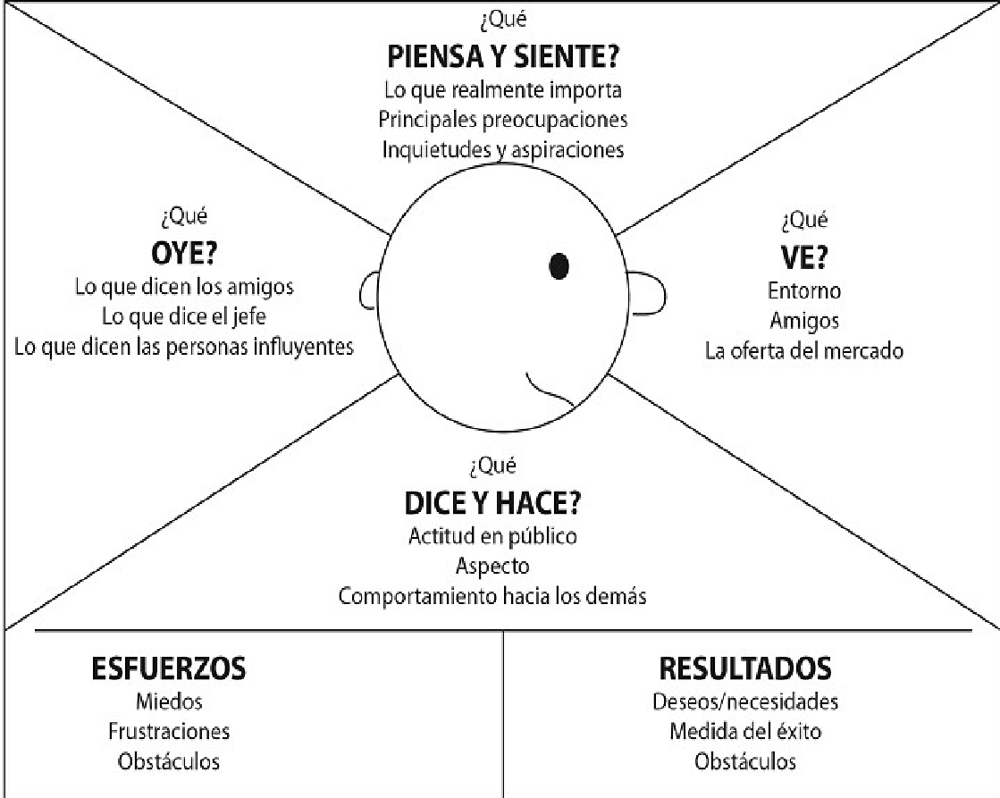 ¿Qué
PIENSA Y SIENTE?
Lo que realmente importa
Principales preocupaciones
Inquietudes y aspiraciones
¿Qué
OYE?
Lo que dicen los amigos
Lo que dice el jefe
Lo que dicen las personas influyentes
¿Qué
VE?
Entorno
Amigos
La oferta del mercado
¿Qué
DICE Y HACE?
Actitud en público
Aspecto
Comportamiento hacia los demás
ESFUERZOS
Miedos
Frustraciones
Obstáculos
RESULTADOS
Deseos/necesidades
Medida del éxito
Obstáculos